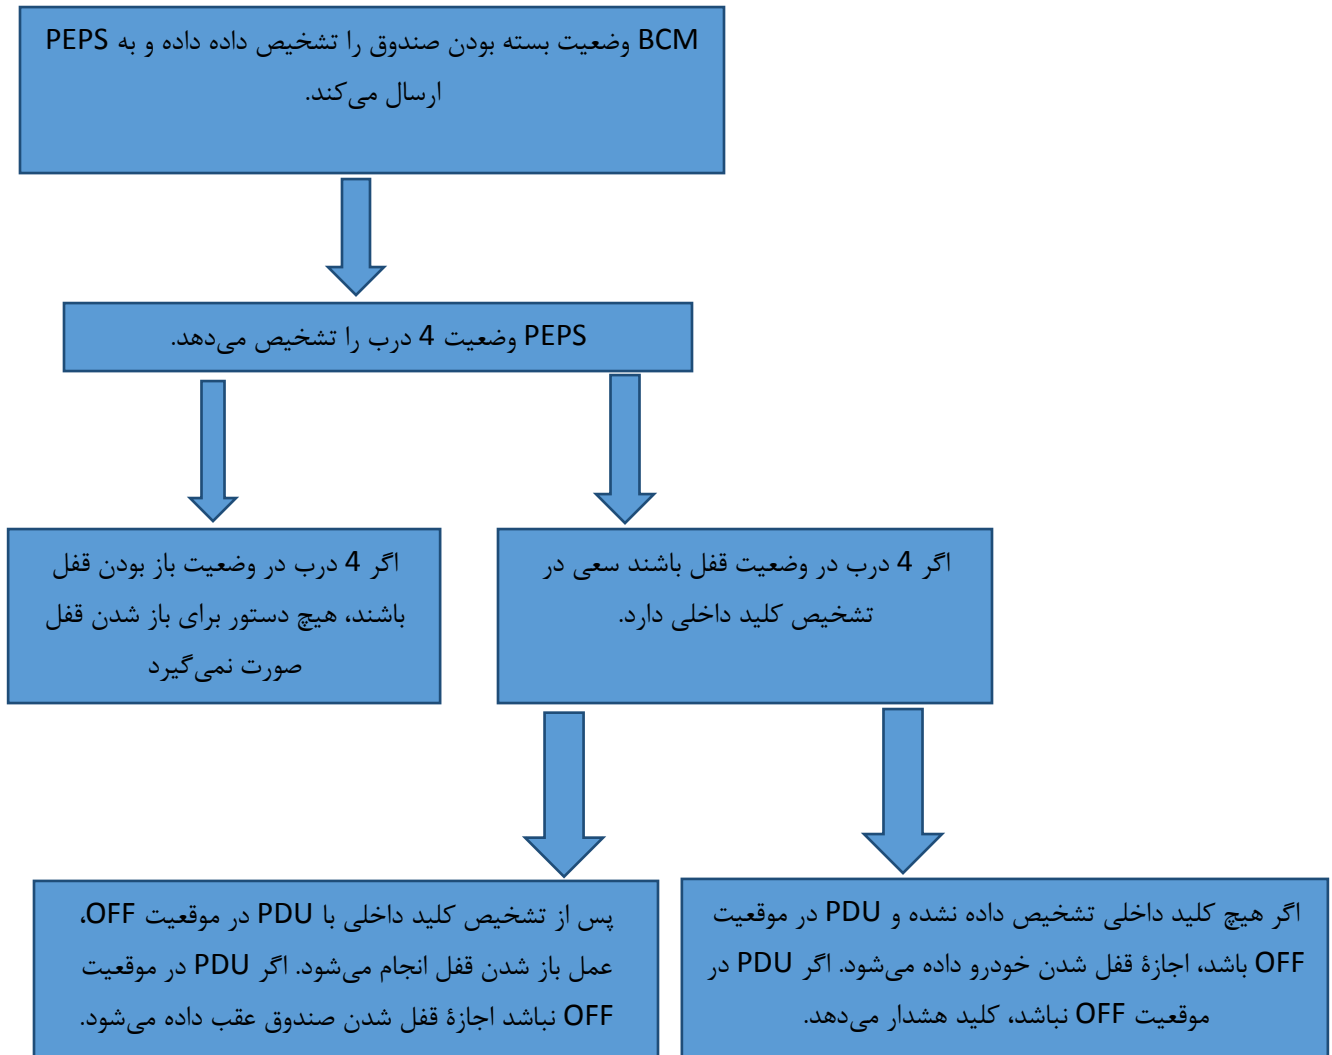 BCM وضعیت بسته بودن صندوق را تشخیص داده داده و به PEPS
ارسال می‌کند.
PEPS وضعیت 4 درب را تشخیص می‌دهد.
اگر 4 درب در وضعیت قفل باشند سعی در
تشخیص کلید داخلی دارد.
اگر 4 درب در وضعیت باز بودن قفل
باشند، هیچ دستور برای باز شدن قفل
صورت نمی‌گیرد
اگر هیچ کلید داخلی تشخیص داده نشده و PDU در موقعیت
OFF باشد، اجازهٔ قفل شدن خودرو داده می‌شود. اگر PDU در
موقعیت OFF نباشد، کلید هشدار می‌دهد.
پس از تشخیص کلید داخلی با PDU در موقعیت OFF،
عمل باز شدن قفل انجام می‌شود. اگر PDU در موقعیت
OFF نباشد اجازهٔ قفل شدن صندوق عقب داده می‌شود.